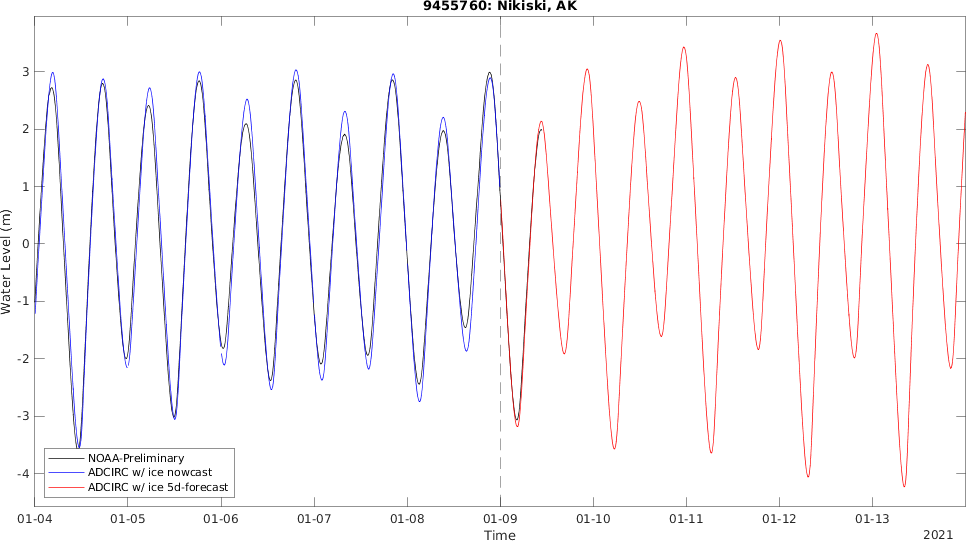 9455760: Nikiski, AK
Water Level (m)
3
2
1
0
-1
-2
-3
-4
NOAA-Preliminary
ADCIRC w/ ice nowcast
ADCIRC w/ ice 5d-forecast
01-04 01-05 01-06 01-07 01-08 01-09 01-10 01-11 01-12 01-13
Time
2021